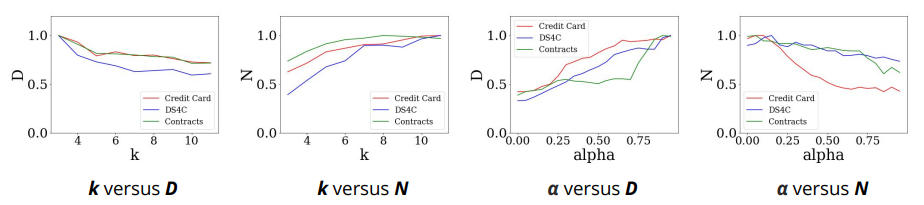 D
1.0
0.5
0.0
Credit Card
DS4C
Contracts
4
6
8
10
k
k versus D
N
1.0
0.5
0.0
Credit Card
DS4C
Contracts
4
6
8
10
k
k versus N
D
1.0
0.5
0.0
Credit Card
DS4C
Contracts
0.00
0.25
0.50
0.75
alpha
α versus D
N
1.0
0.5
0.0
Credit Card
DS4C
Contracts
0.00
0.25
0.50
0.75
alpha
α versus N